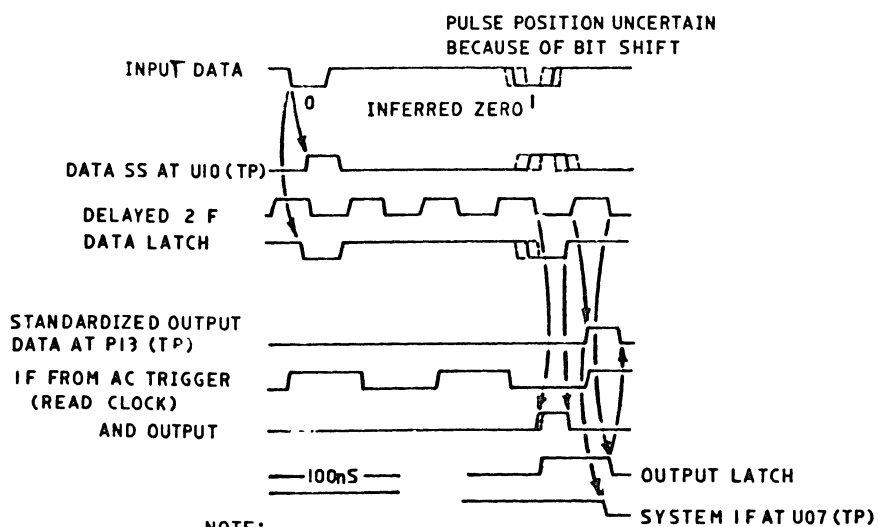 PULSE POSITION UNCERTAIN
BECAUSE OF BIT SHIFT
INPUT DATA
0
INFERRED ZERO
1
DATA SS AT U10 (TP)
DELAYED 2 F
DATA LATCH
STANDARDIZED OUTPUT
DATA AT P13 (TP)
1F FROM AC TRIGGER
(READ CLOCK)
AND OUTPUT
100nS
OUTPUT LATCH
SYSTEM 1F AT U07 (TP)
NOTE: